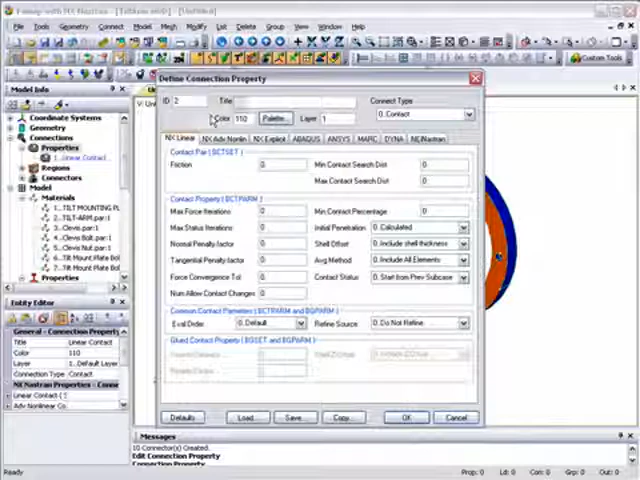 Femap with NX Nastran
File Tools Geometry Connect Model Mesh Modify List Delete Group View Window Help
Custom Tools
Model Info
Coordinate Systems
Geometry
Connections
Properties
1..Linear Contact
Regions
Connectors
Model
Materials
1..TILT MOUNTING PL
2..TILT-ARM.par:1
3..Clevis.par:1
4..Clevis Bolt.par:1
5..Clevis Nut.par:1
6..Tilt Mount Plate Bo
7..Tilt Mount Plate Bo
Properties
Entity Editor
General - Connection Property
Title Linear Contact
Color 110
Layer 1..Default Layer
Connection Type Contact
NX Nastran Properties - Conne
Linear Contact (
Adv Nonlinear Co
Define Connection Property
ID 2 Title
Connect Type
Color 110 Palette... Layer 1
0..Contact
NX Linear NX Adv Nonlin NX Explicit ABAQUS ANSYS MARC DYNA NEiNastran
Contact Pair (BCTSET)
Friction 0. Min Contact Search Dist 0.
Max Contact Search Dist 0.
Contact Property (BCTPARM)
Max Force Iterations 0 Min Contact Percentage 0
Max Status Iterations 0 Initial Penetration 0..Calculated
Normal Penalty factor 0. Shell Offset 0..Include shell thickness
Tangential Penalty factor 0. Avg Method 0..Include All Elements
Force Convergence Tol 0. Contact Status 0..Start from Prev Subcase
Num Allow Contact Changes 0
Common Contact Parameters (BCTPARM and BGPARM)
Eval Order 0..Default Refine Source 0..Do Not Refine
Glued Contact Property (BGSET and BGPARM)
Defaults Load... Save... Copy... OK Cancel
Messages
10 Connector(s) Created.
Edit Connection Property
Connection Property
Ready Prop: 0 Ld: 0 Con: 0 Grp: 0 Out: 0